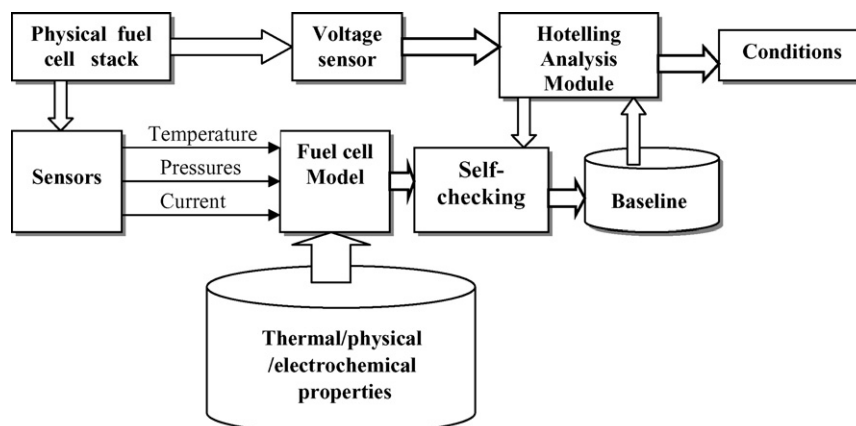 Physical fuel
cell stack
Voltage
sensor
Hotelling
Analysis
Module
Conditions
Sensors
Temperature
Pressures
Current
Fuel cell
Model
Self-
checking
Baseline
Thermal/physical
/electrochemical
properties